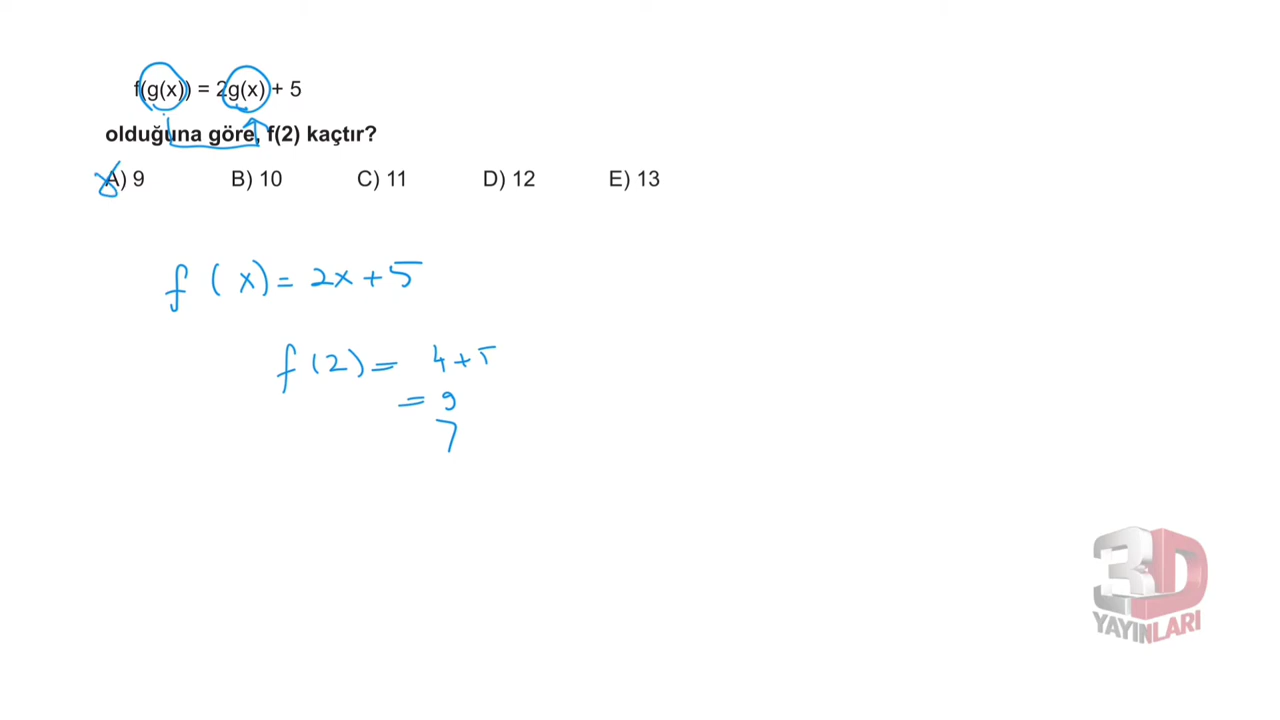 f(g(x)) = 2g(x) + 5
olduğuna göre, f(2) kaçtır?
A) 9 B) 10 C) 11 D) 12 E) 13
f (x) = 2x + 5
f(2) = 4 + 5
= 9
7
3D
YAYINLARI